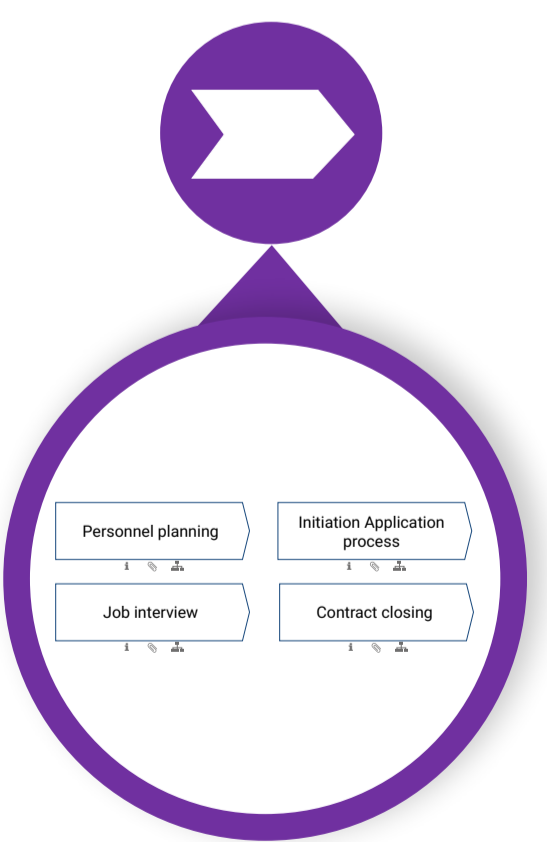 Personnel planning
Initiation Application
process
Job interview
Contract closing